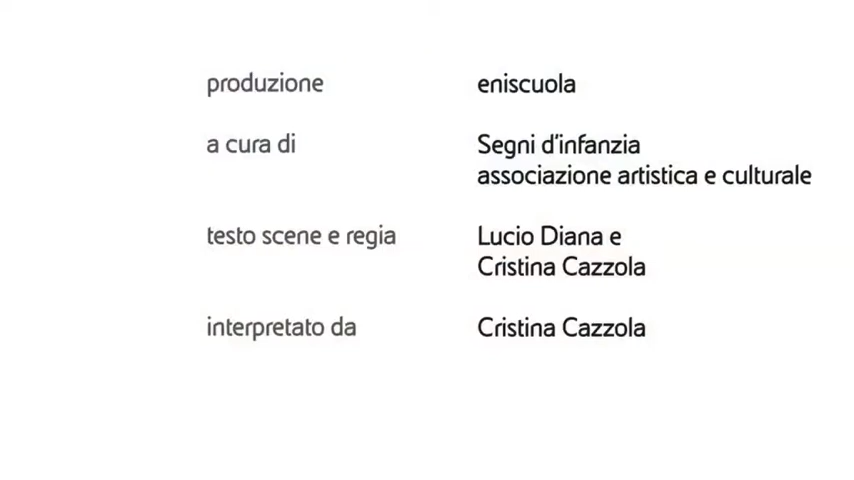 produzione eniscuola
a cura di Segni d'infanzia
associazione artistica e culturale
testo scene e regia Lucio Diana e
Cristina Cazzola
interpretato da Cristina Cazzola